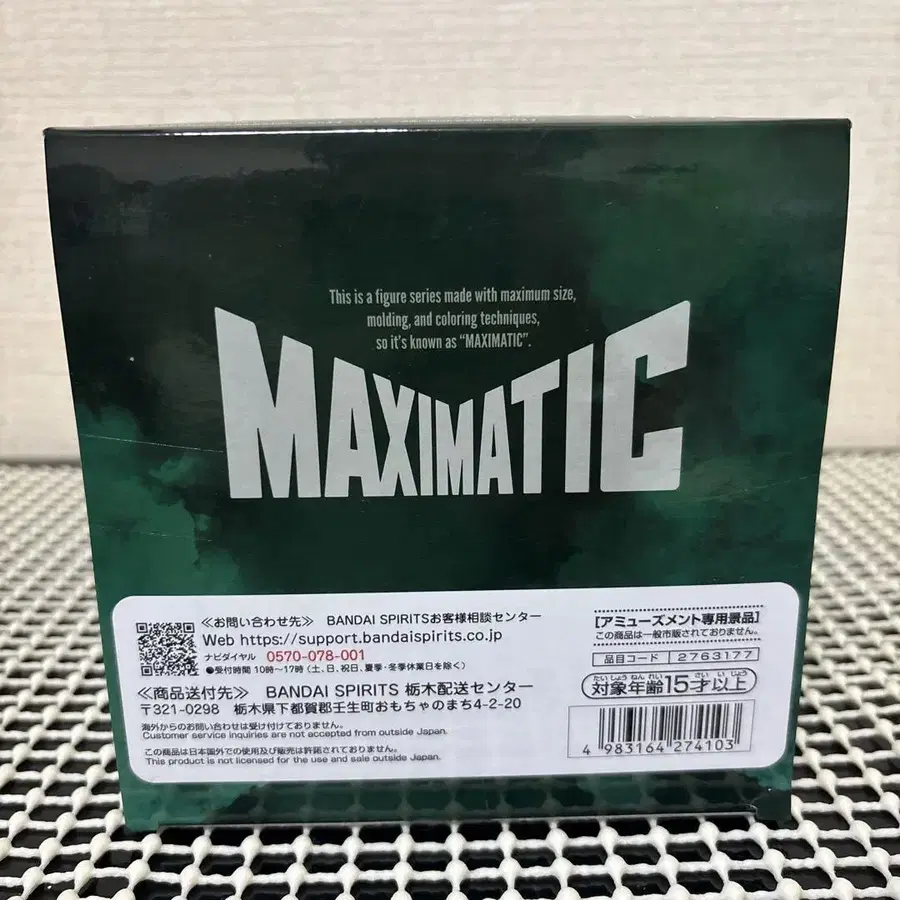 This is a figure series made with maximum size,
molding, and coloring techniques,
so it's known as "MAXIMATIC".
MAXIMATIC
≪お問い合わせ先≫ BANDAI SPIRITSお客様相談センター
Web https://support.bandaispirits.co.jp
ナビダイヤル 0570-078-001
●受付時間 10時〜17時(土、日、祝日、夏季・冬季休業日を除く)
≪商品送付先≫ BANDAI SPIRITS 栃木配送センター
〒321-0298 栃木県下都賀郡壬生町おもちゃのまち4-2-20
海外からのお問い合わせは受け付けておりません。
Customer service inquiries are not accepted from outside Japan.
この商品は日本国外での使用及び販売は許諾されておりません。
This product is not licensed for the use and sale outside Japan.
[アミューズメント専用景品]
この商品は一般市販されておりません。
品目コード 2763177
たいしょうねんれい さい いじょう
対象年齢15才以上
4 983164 274103